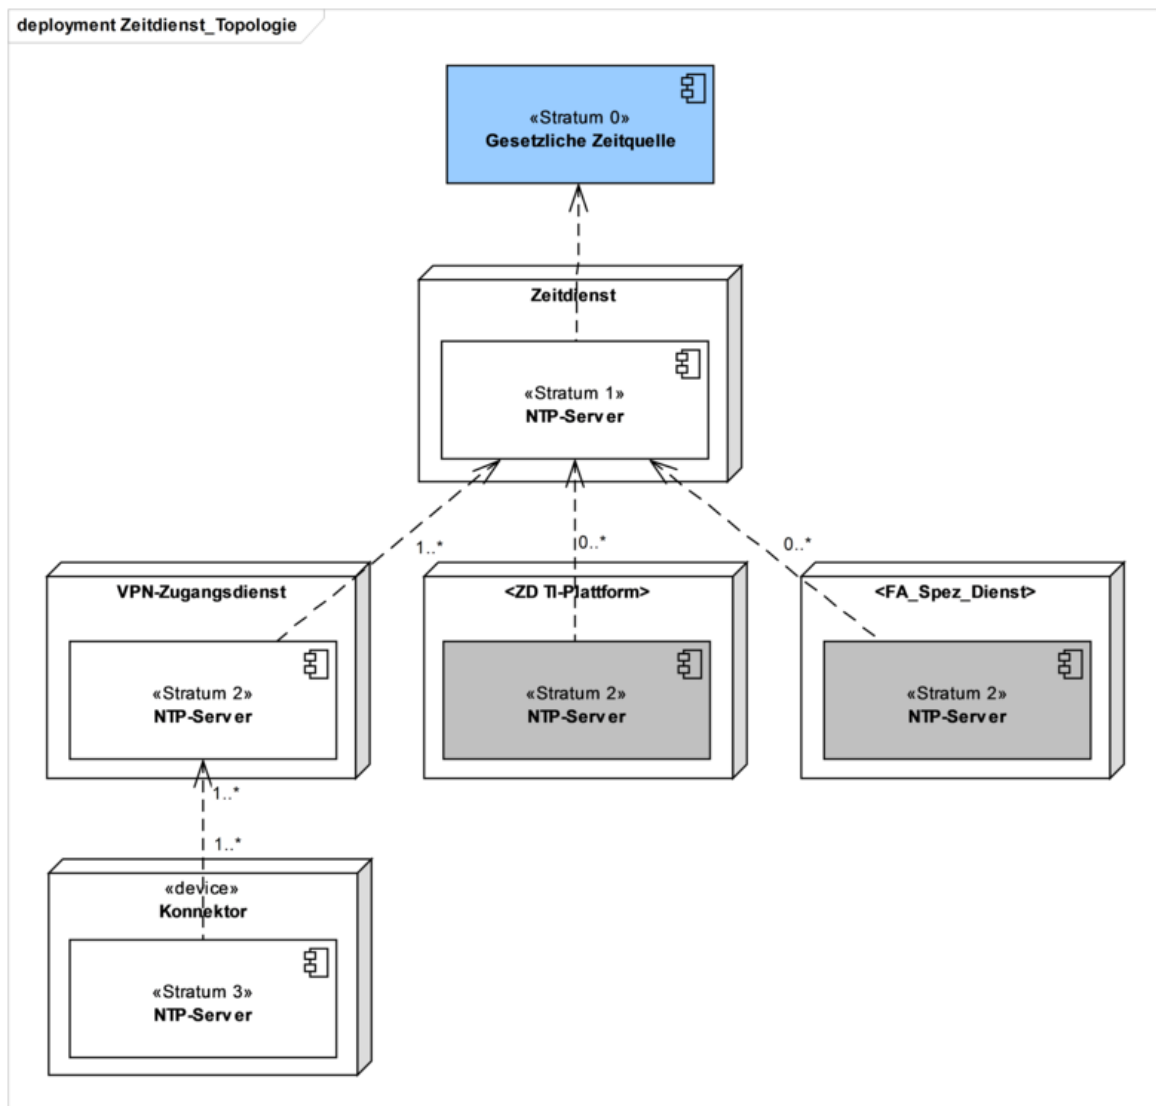 deployment Zeitdienst_Topologie
«Stratum 0»
Gesetzliche Zeitquelle
Zeitdienst
«Stratum 1»
NTP-Server
1..*
0..*
0..*
VPN-Zugangsdienst
<ZD TI-Plattform>
<FA_Spez_Dienst>
«Stratum 2»
NTP-Server
«Stratum 2»
NTP-Server
«Stratum 2»
NTP-Server
1..*
1..*
«device»
Konnektor
«Stratum 3»
NTP-Server